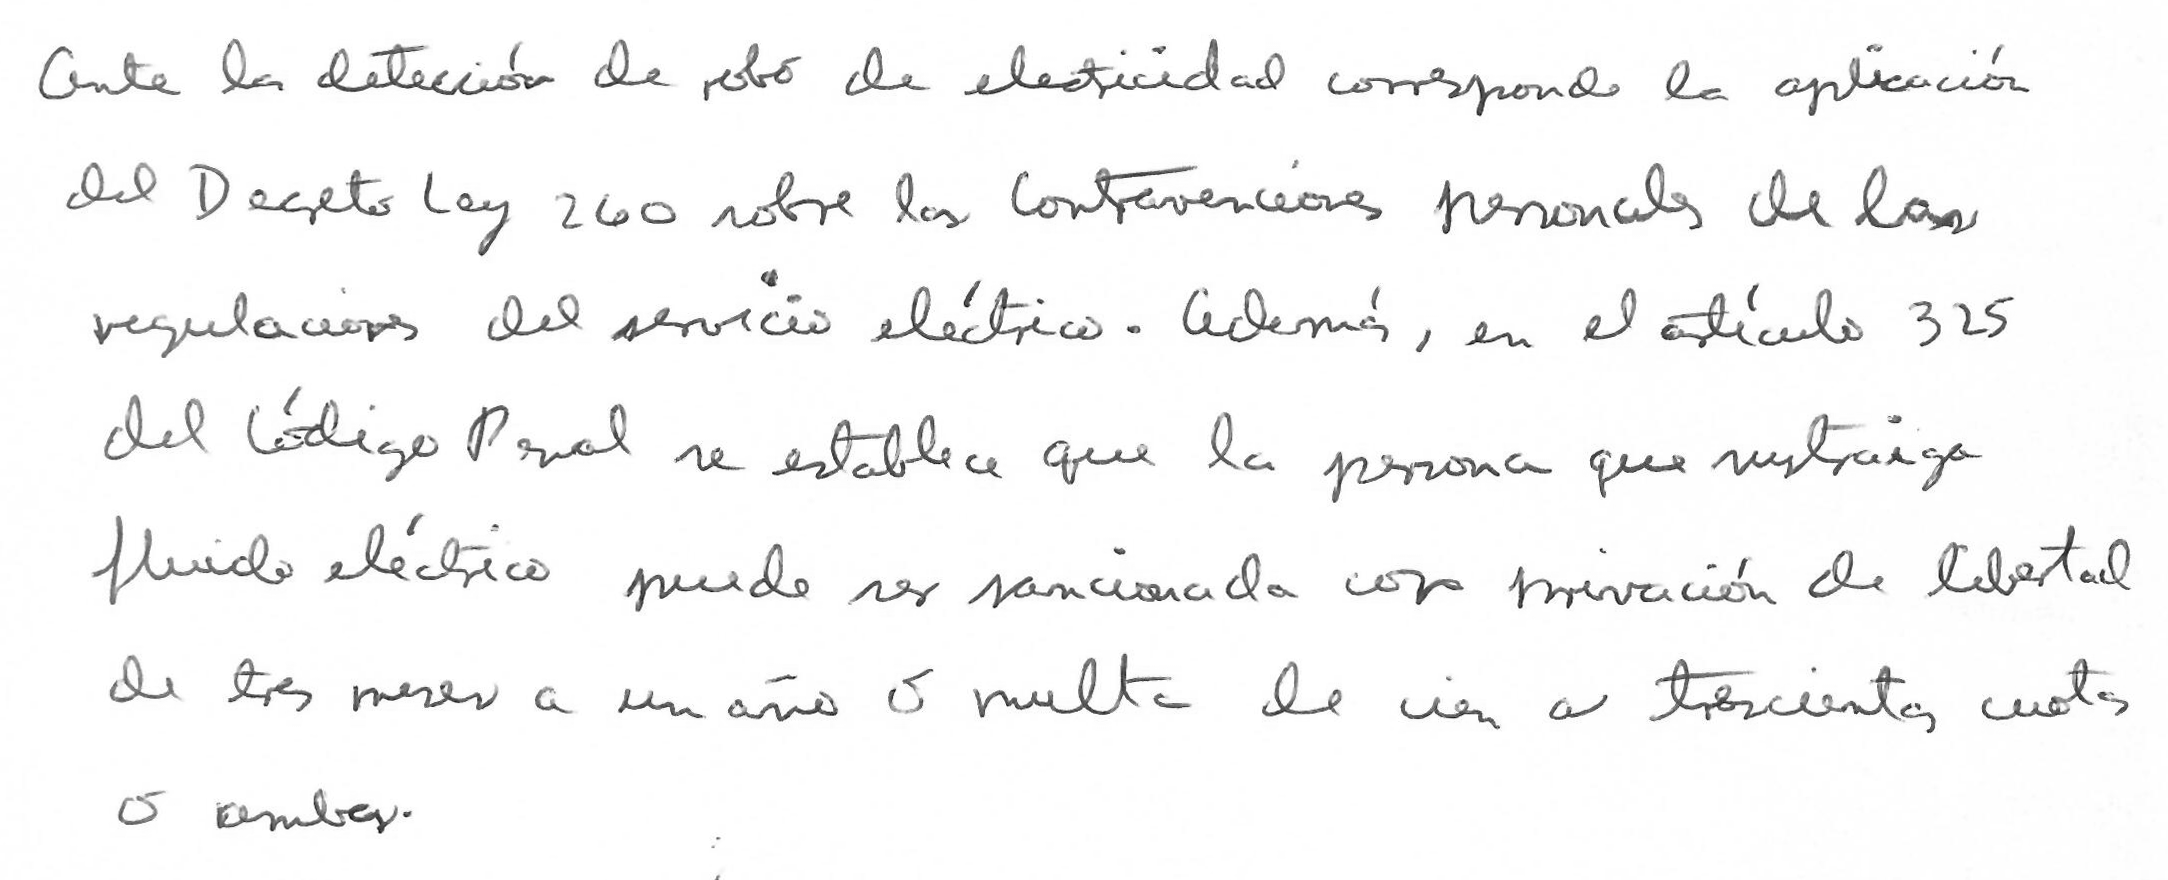 Ante la detección de robo de electricidad corresponde la aplicación
del Decreto Ley 260 sobre las Contravenciones personales de las
regulaciones del servicio eléctrico. Además, en el artículo 325
del Código Penal se establece que la persona que sustraiga
fluido eléctrico puede ser sancionada con privación de libertad
de tres meses a un año ó multa de cien a trescientas cuotas
ó ambas.